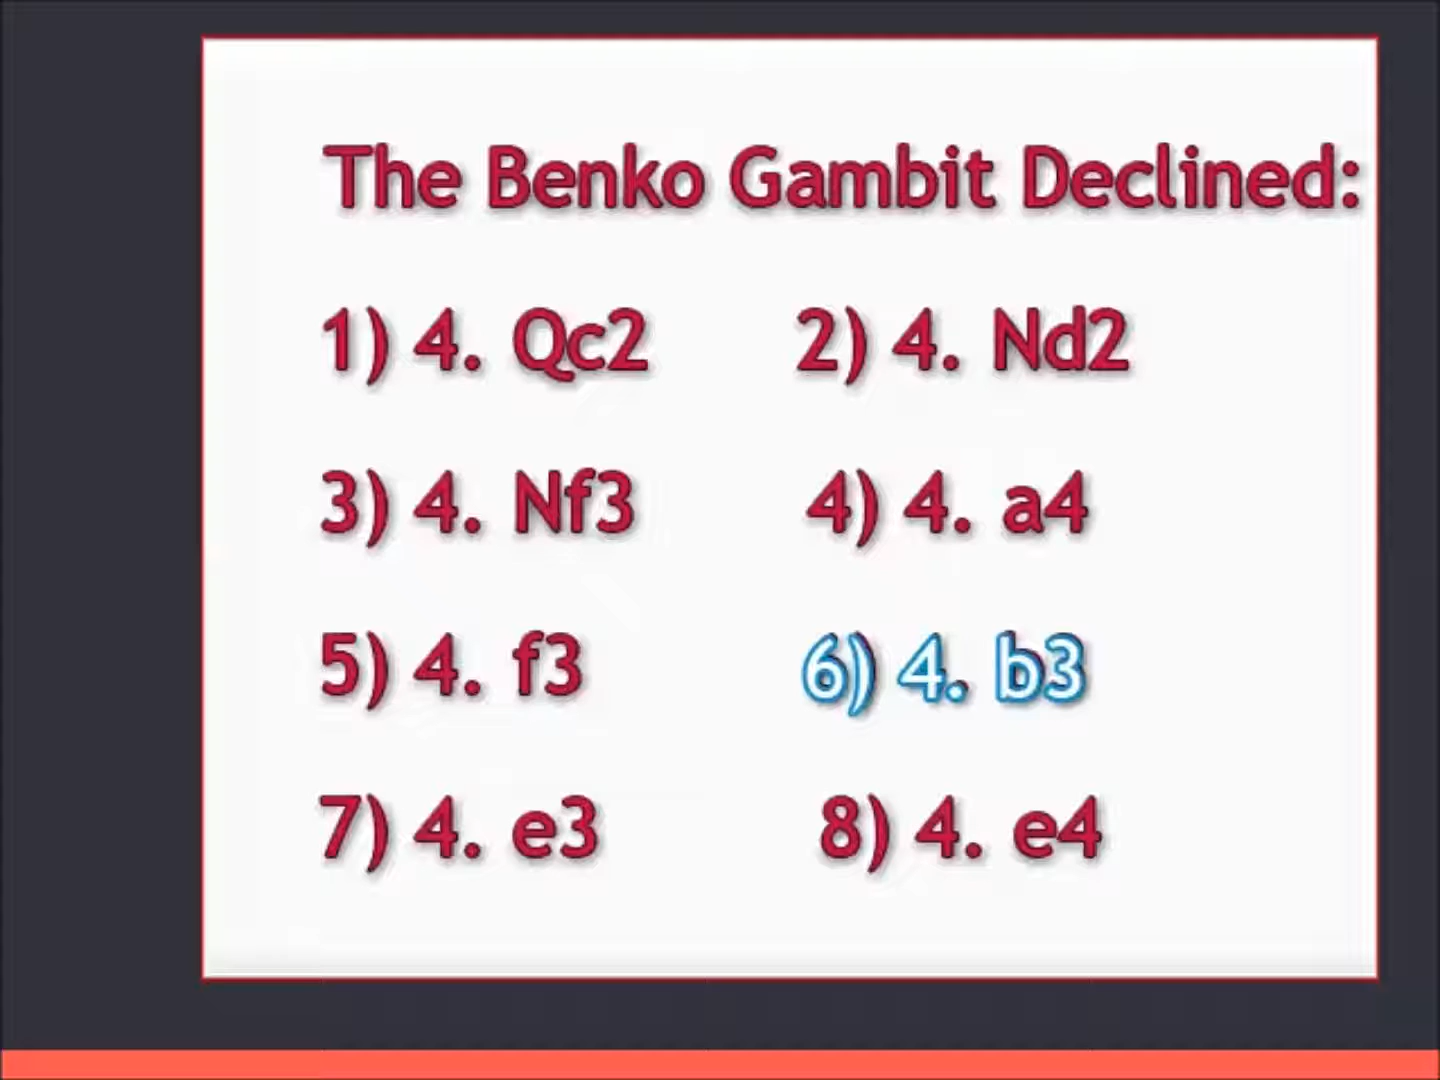 The Benko Gambit Declined:
1) 4. Qc2 2) 4. Nd2
3) 4. Nf3 4) 4. a4
5) 4. f3 6) 4. b3
7) 4. e3 8) 4. e4